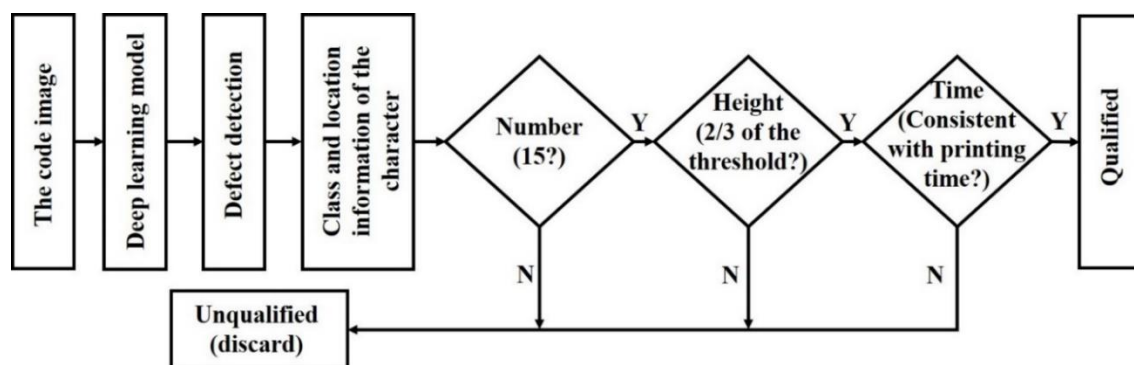 The code image
Deep learning model
Defect detection
Class and location
information of the
character
Number
(15?)
Y
Height
(2/3 of the
threshold?)
Y
Time
(Consistent
with printing
time?)
Y
Qualified
N
N
N
Unqualified
(discard)